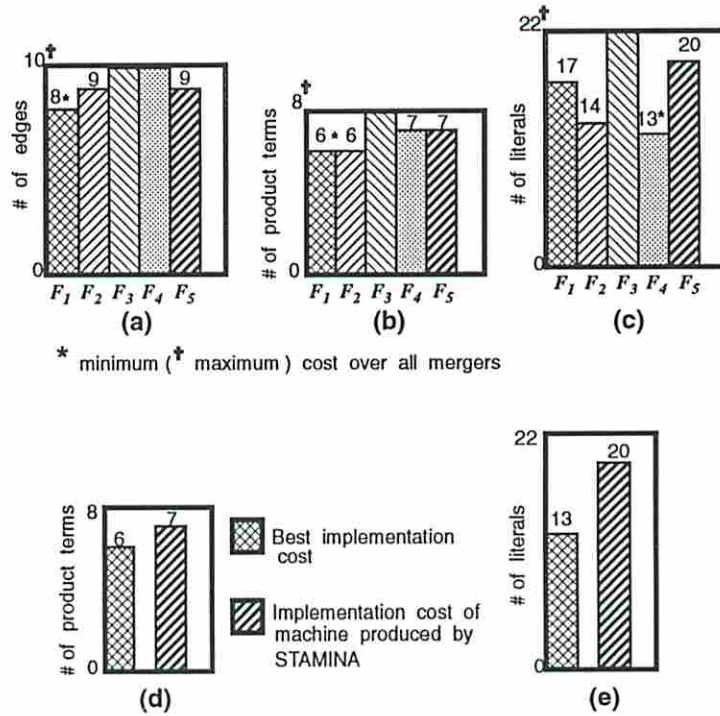 10†
8*
9
9
# of edges
0
F1 F2 F3 F4 F5
(a)
8†
6 * 6
7
7
# of product terms
0
F1 F2 F3 F4 F5
(b)
22†
17
14
13*
20
# of literals
0
F1 F2 F3 F4 F5
(c)
* minimum († maximum) cost over all mergers
8
6
7
# of product terms
0
(d)
Best implementation
cost
Implementation cost of
machine produced by
STAMINA
22
13
20
# of literals
0
(e)